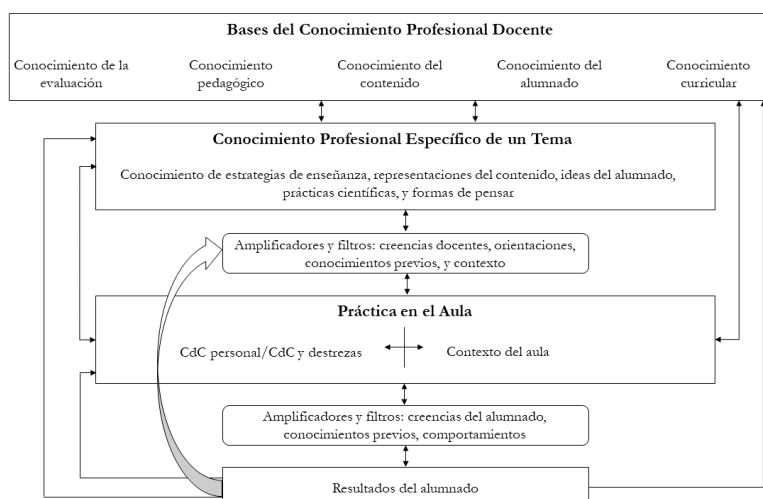 Bases del Conocimiento Profesional Docente
Conocimiento de la evaluación
Conocimiento pedagógico
Conocimiento del contenido
Conocimiento del alumnado
Conocimiento curricular
Conocimiento Profesional Específico de un Tema
Conocimiento de estrategias de enseñanza, representaciones del contenido, ideas del alumnado,
prácticas científicas, y formas de pensar
Amplificadores y filtros: creencias docentes, orientaciones,
conocimientos previos, y contexto
Práctica en el Aula
CdC personal/CdC y destrezas
Contexto del aula
Amplificadores y filtros: creencias del alumnado,
conocimientos previos, comportamientos
Resultados del alumnado